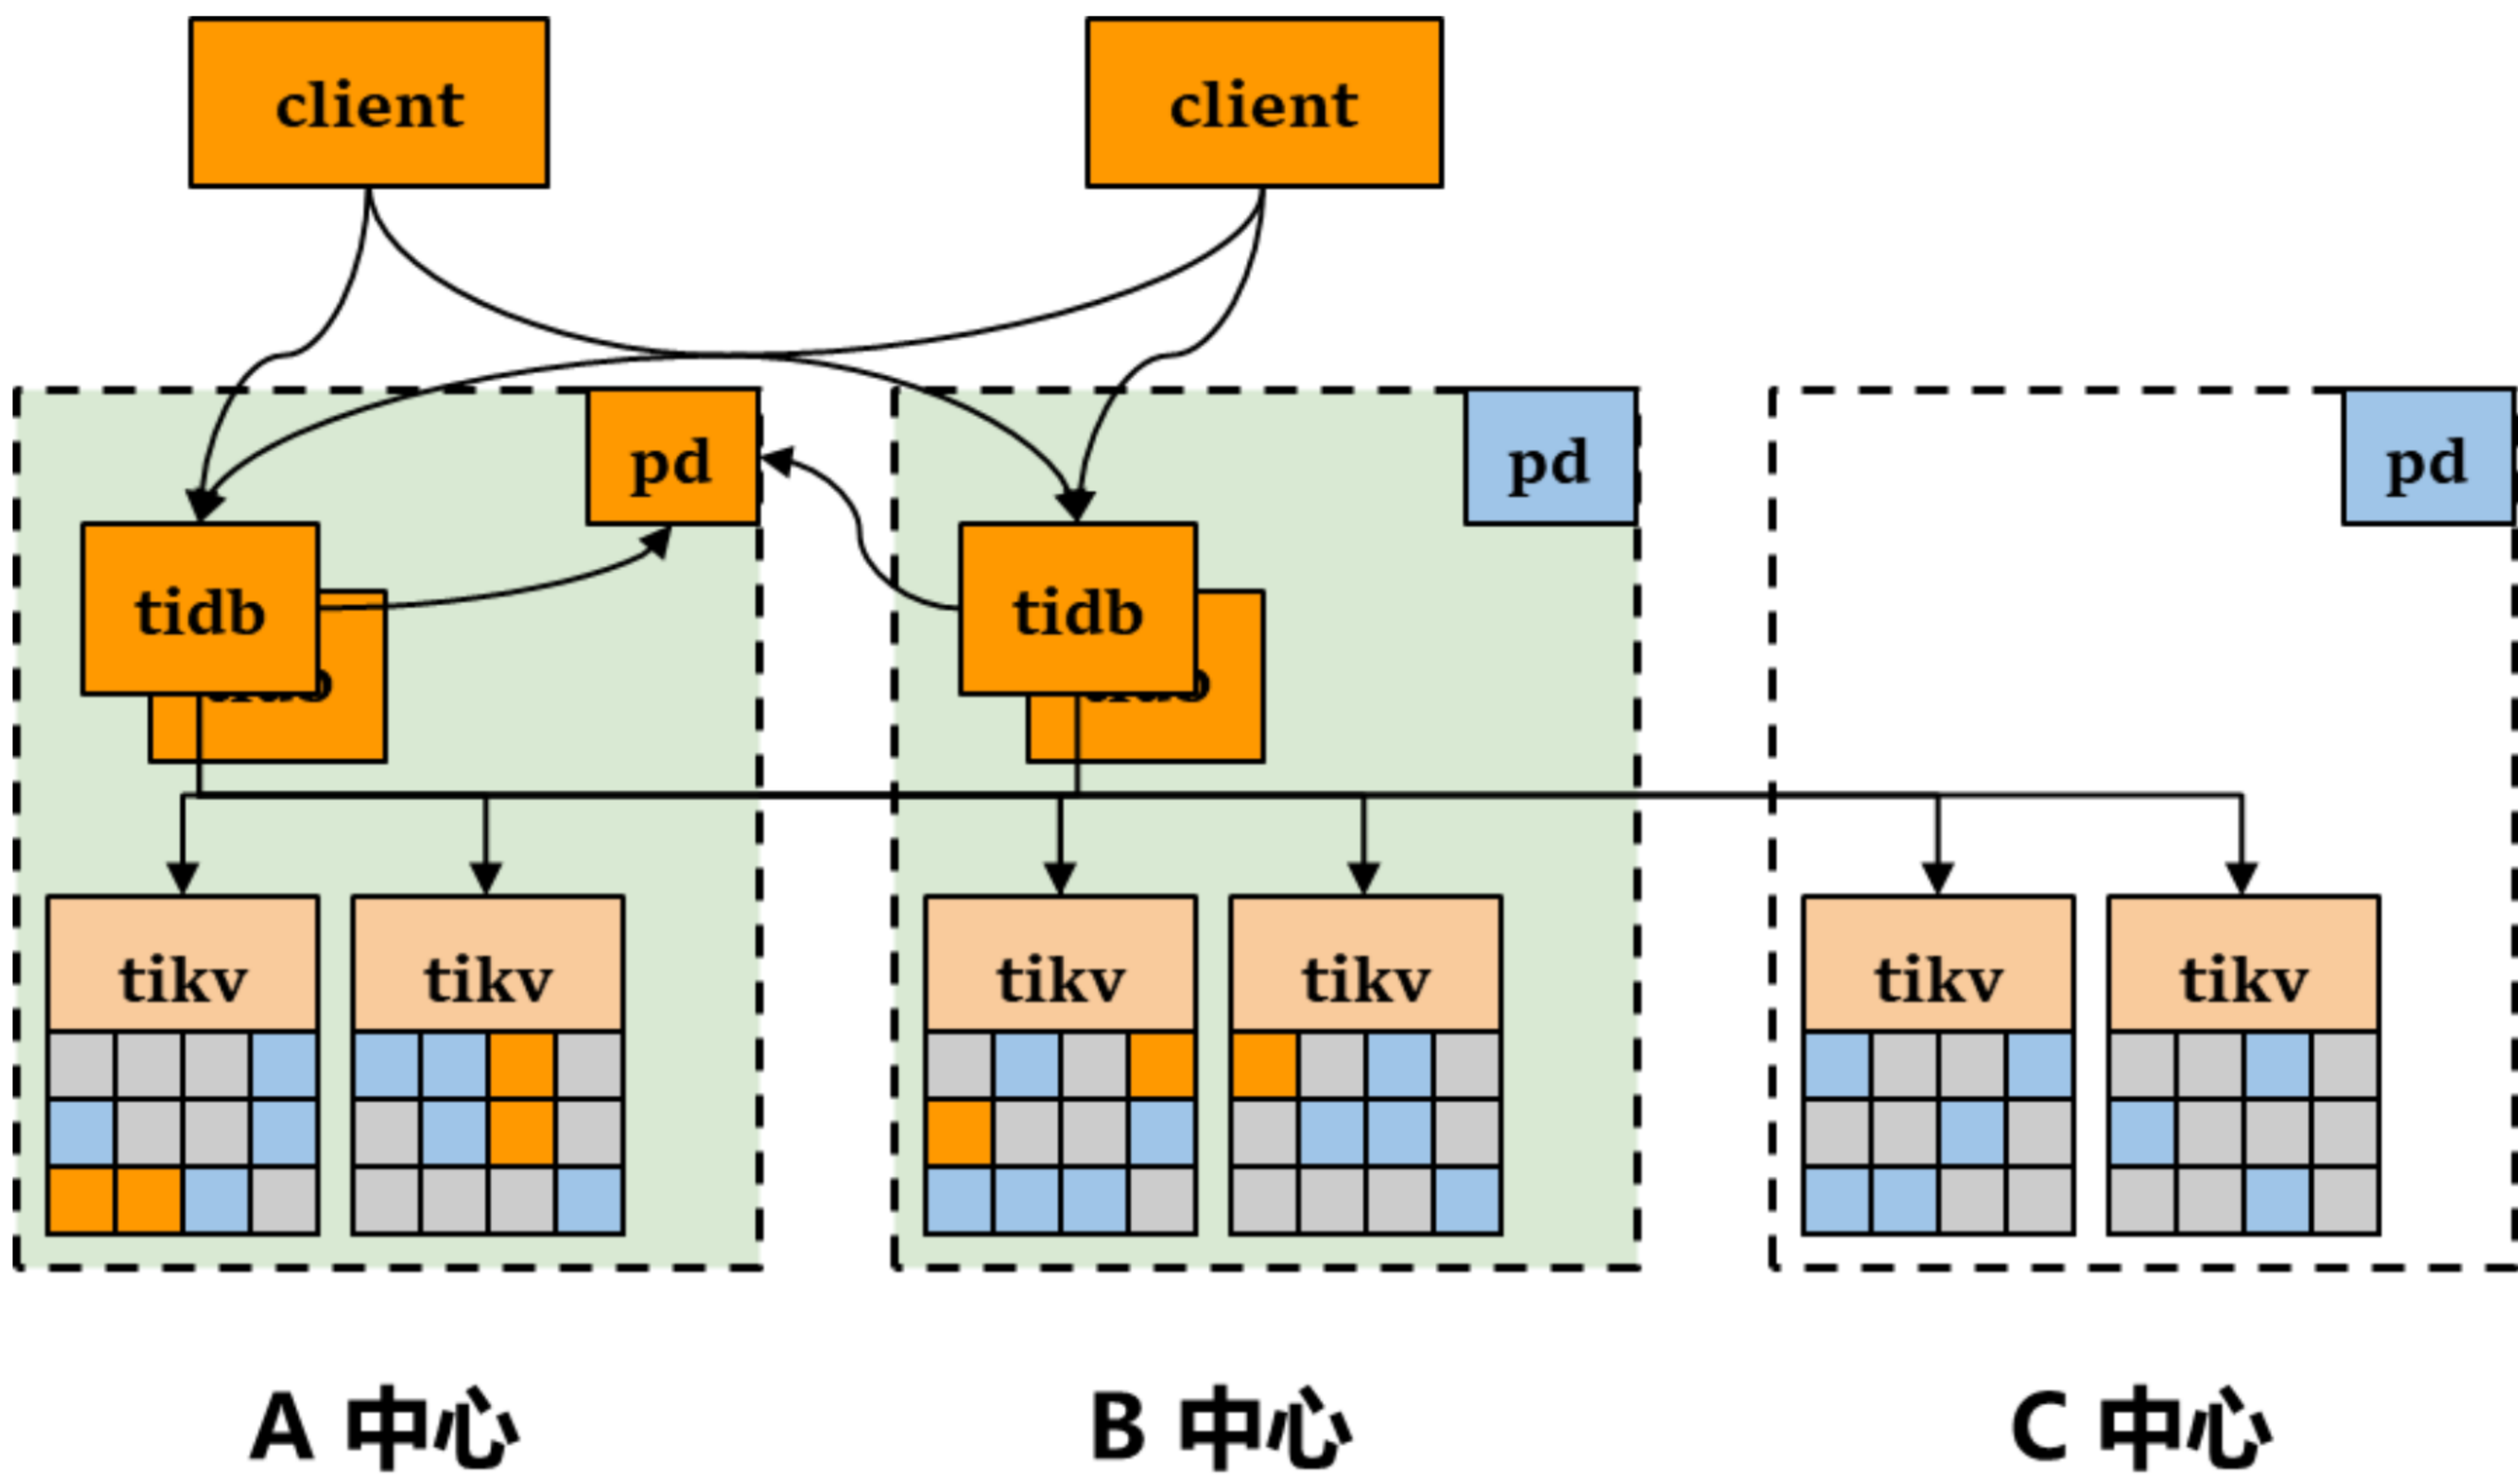 client
client
pd
pd
pd
tidb
tidb
tikv
tikv
tikv
tikv
tikv
tikv
A 中心
B 中心
C 中心